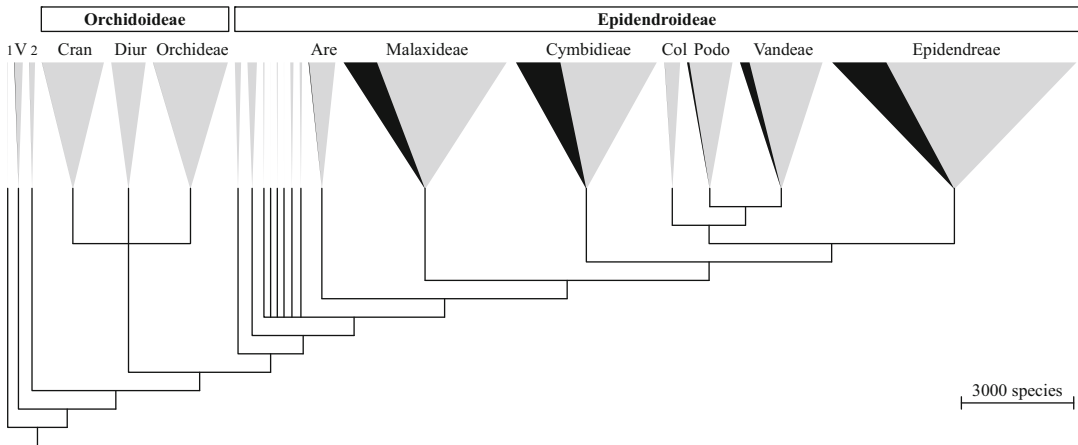 Orchidoideae Epidendroideae
1 V 2 Cran Diur Orchideae Are Malaxideae Cymbidieae Col Podo Vandeae Epidendreae
3000 species